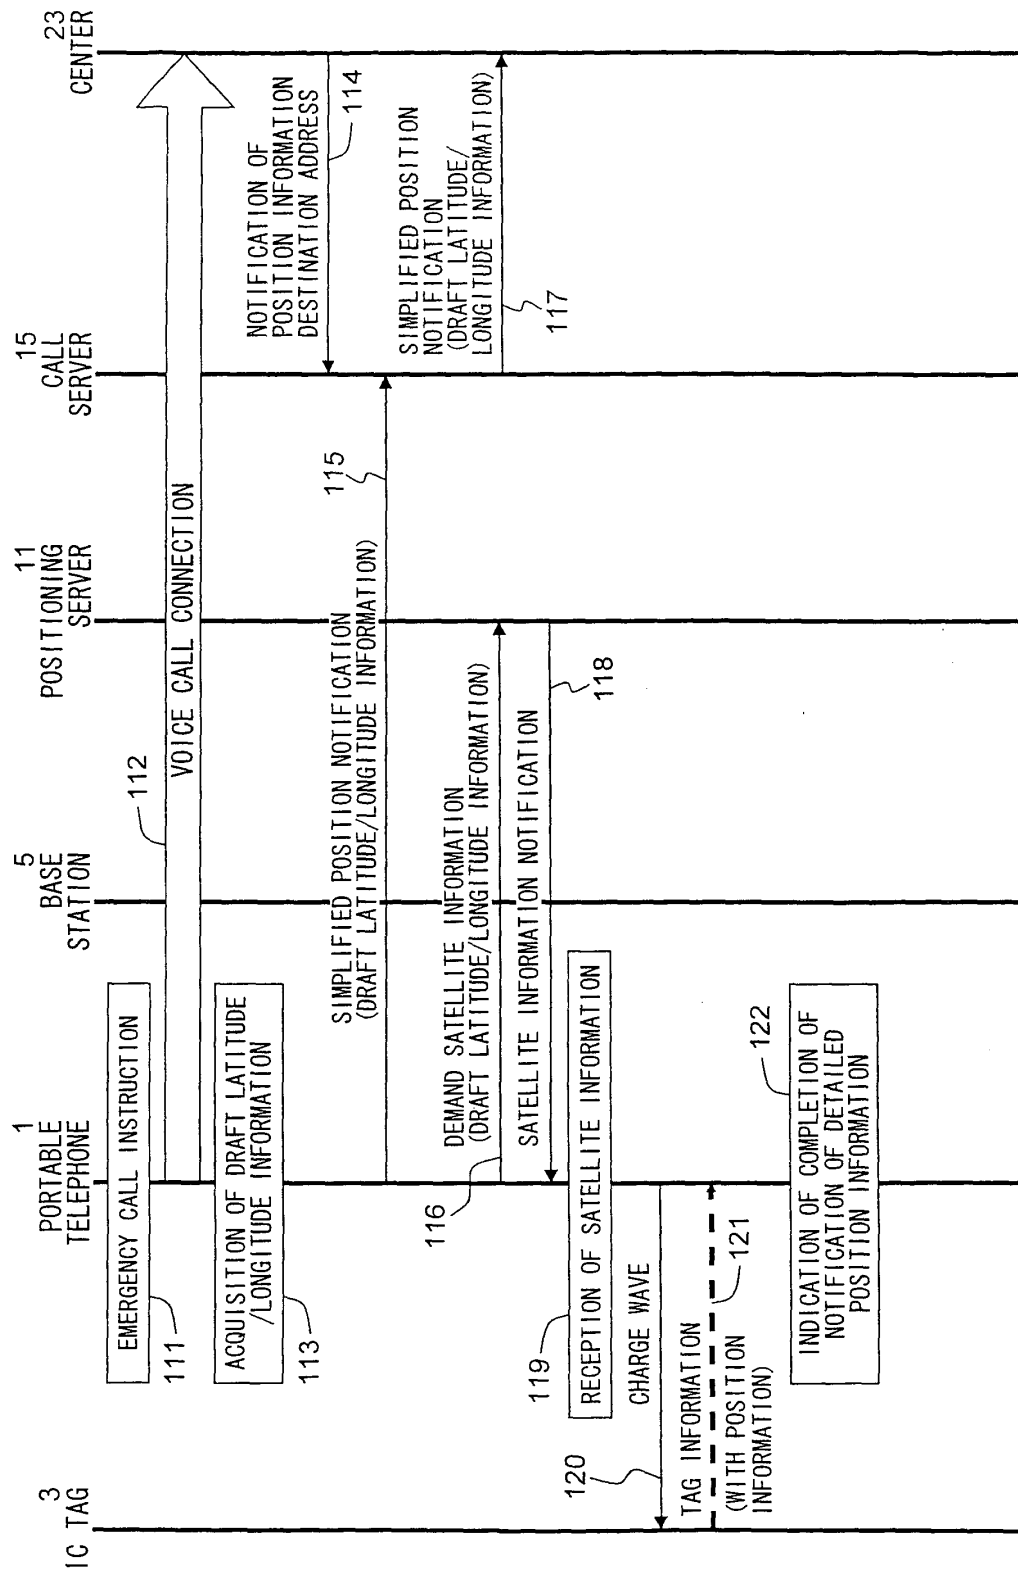 3
IC TAG
1
PORTABLE
TELEPHONE
5
BASE
STATION
11
POSITIONING
SERVER
15
CALL
SERVER
23
CENTER
EMERGENCY CALL INSTRUCTION
111
112
VOICE CALL CONNECTION
ACQUISITION OF DRAFT LATITUDE
/LONGITUDE INFORMATION
113
NOTIFICATION OF
POSITION INFORMATION
DESTINATION ADDRESS
114
SIMPLIFIED POSITION NOTIFICATION
(DRAFT LATITUDE/LONGITUDE INFORMATION)
115
DEMAND SATELLITE INFORMATION
(DRAFT LATITUDE/LONGITUDE INFORMATION)
116
SIMPLIFIED POSITION
NOTIFICATION
(DRAFT LATITUDE/
LONGITUDE INFORMATION)
117
SATELLITE INFORMATION NOTIFICATION
118
119
RECEPTION OF SATELLITE INFORMATION
CHARGE WAVE
120
TAG INFORMATION
(WITH POSITION
INFORMATION)
121
122
INDICATION OF COMPLETION OF
NOTIFICATION OF DETAILED
POSITION INFORMATION